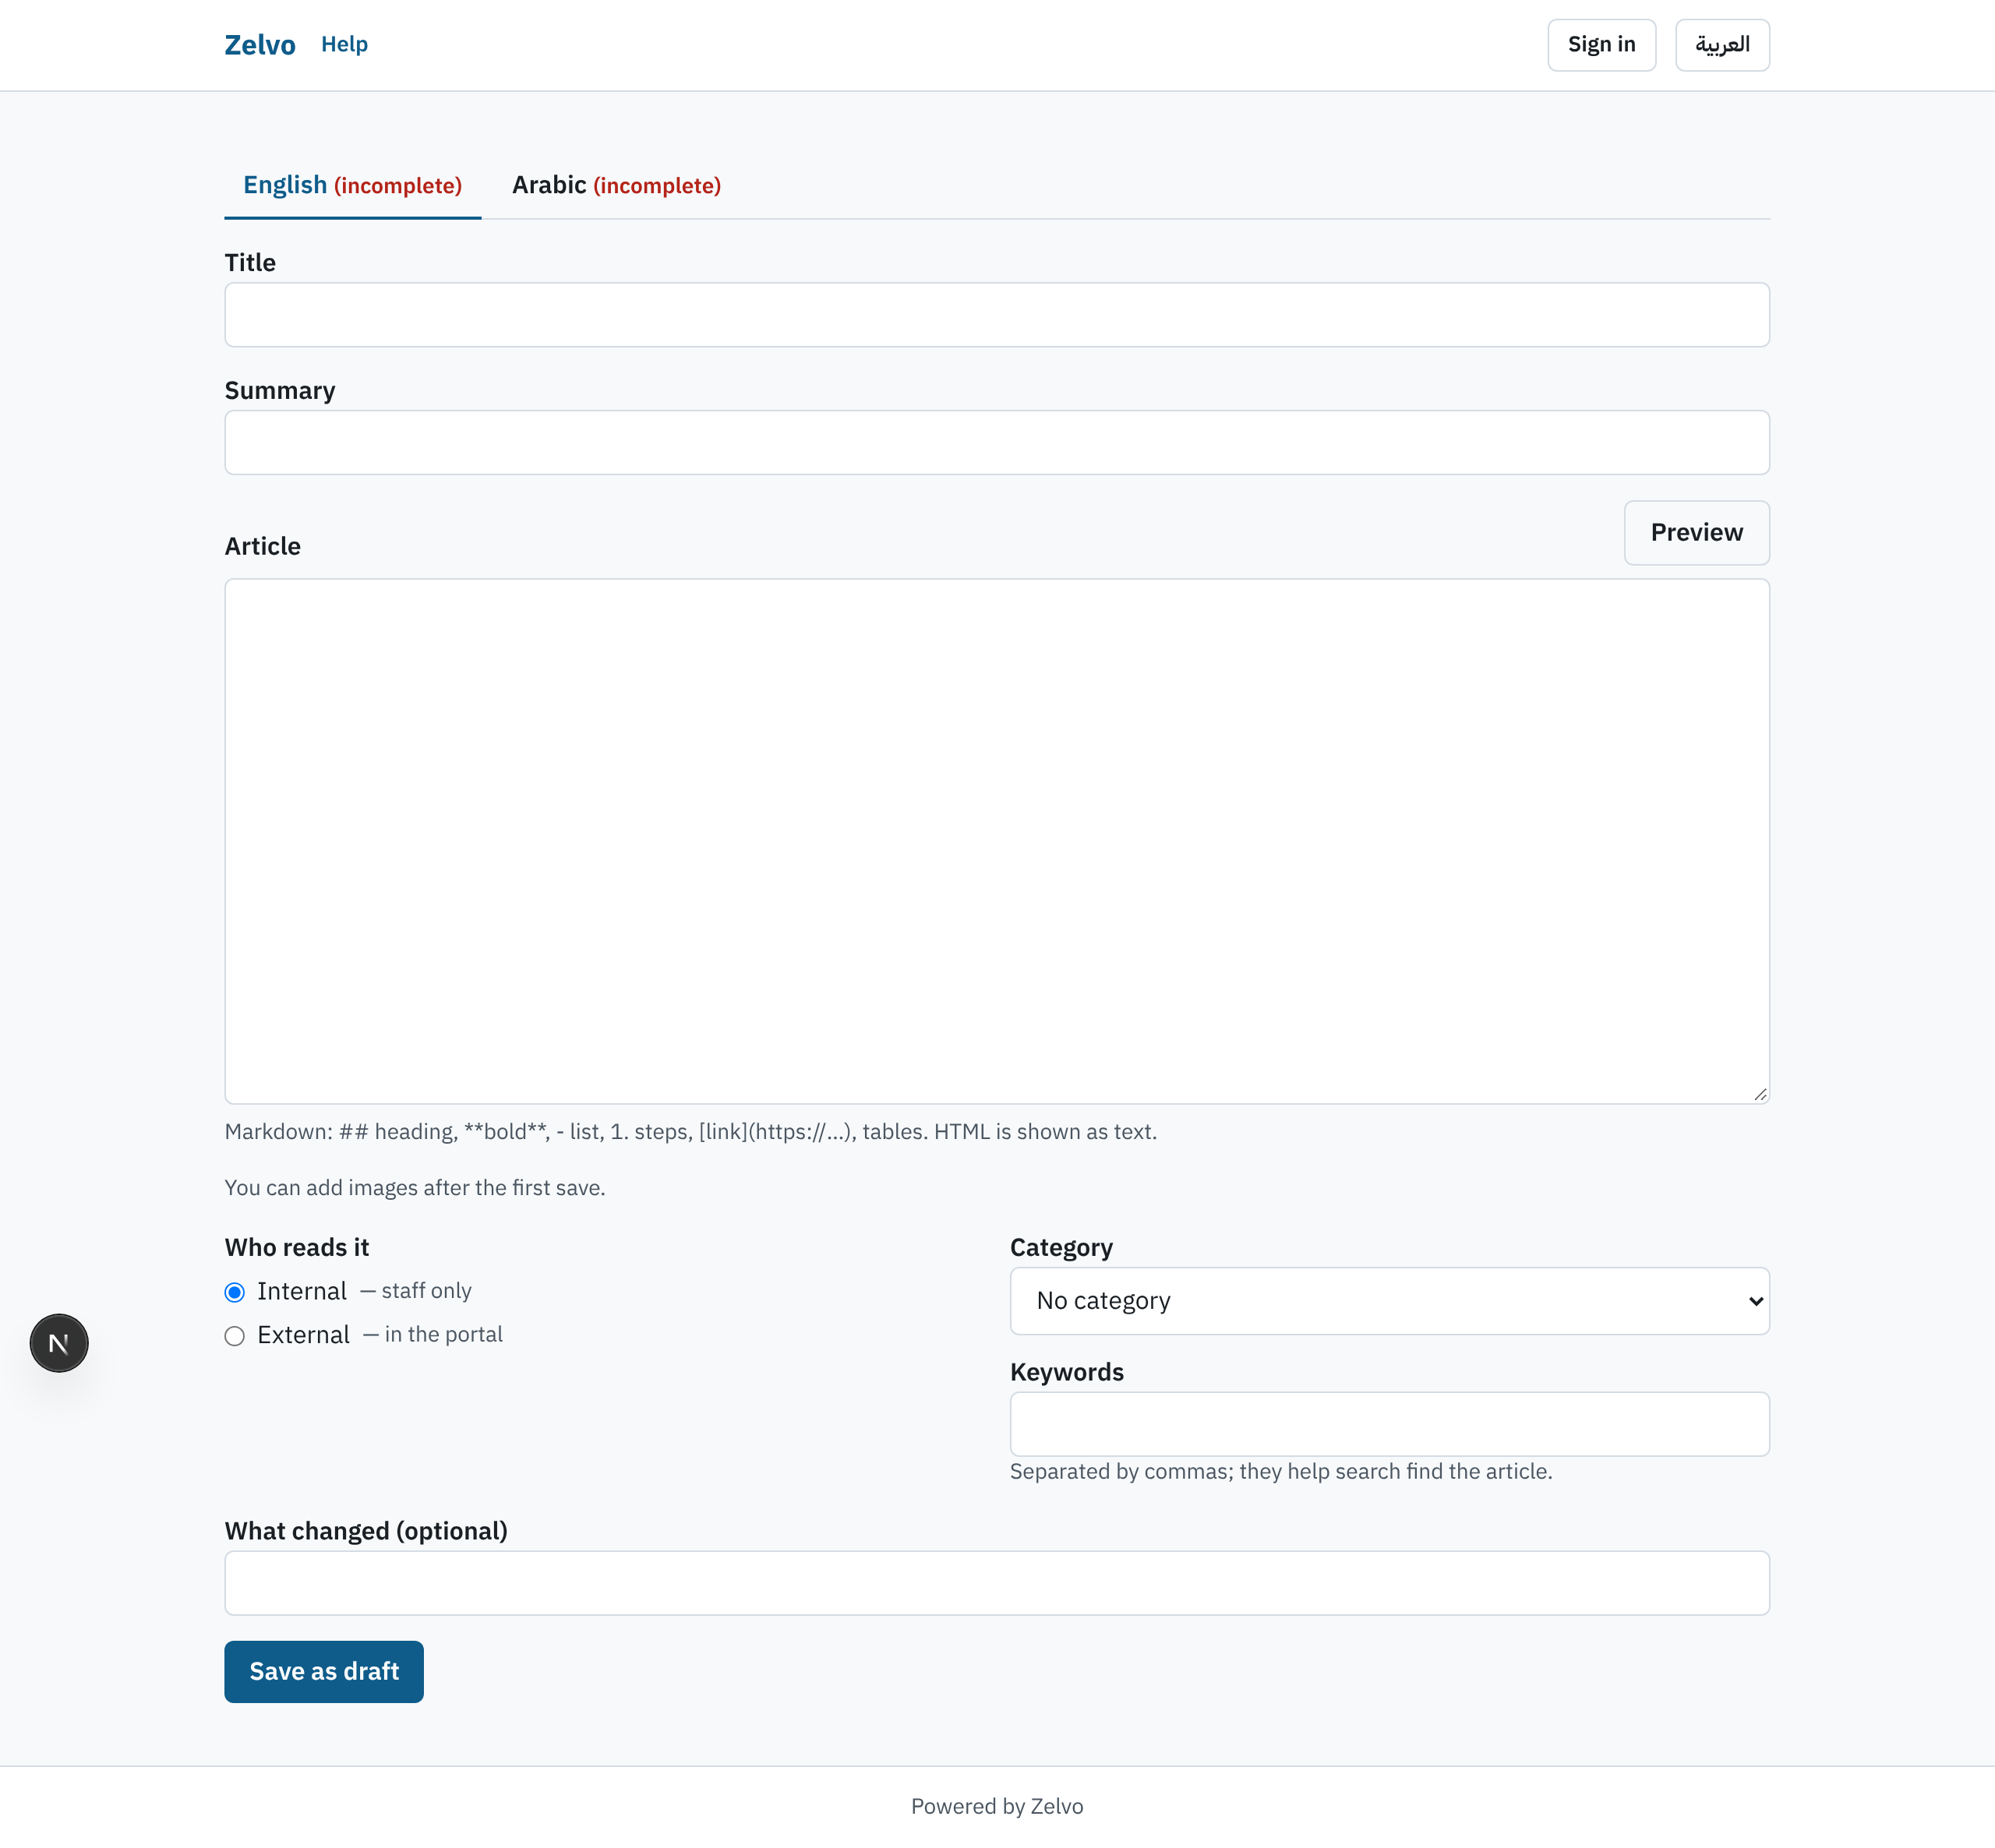 Zelvo Help Sign in العربية
English (incomplete) Arabic (incomplete)
Title
Summary
Preview
Article
Markdown: ## heading, **bold**, - list, 1. steps, [link](https://...), tables. HTML is shown as text.
You can add images after the first save.
Who reads it
Internal — staff only
External — in the portal
Category
No category
Keywords
Separated by commas; they help search find the article.
What changed (optional)
Save as draft
N
Powered by Zelvo